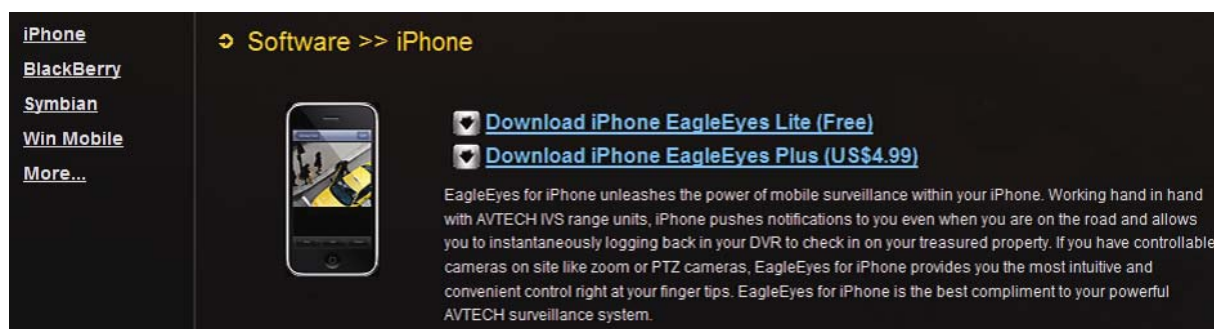 iPhone
BlackBerry
Symbian
Win Mobile
More...
Software >> iPhone
Download iPhone EagleEyes Lite (Free)
Download iPhone EagleEyes Plus (US$4.99)
EagleEyes for iPhone unleashes the power of mobile surveillance within your iPhone. Working hand in hand
with AVTECH IVS range units, iPhone pushes notifications to you even when you are on the road and allows
you to instantaneously logging back in your DVR to check in on your treasured property. If you have controllable
cameras on site like zoom or PTZ cameras, EagleEyes for iPhone provides you the most intuitive and
convenient control right at your finger tips. EagleEyes for iPhone is the best compliment to your powerful
AVTECH surveillance system.